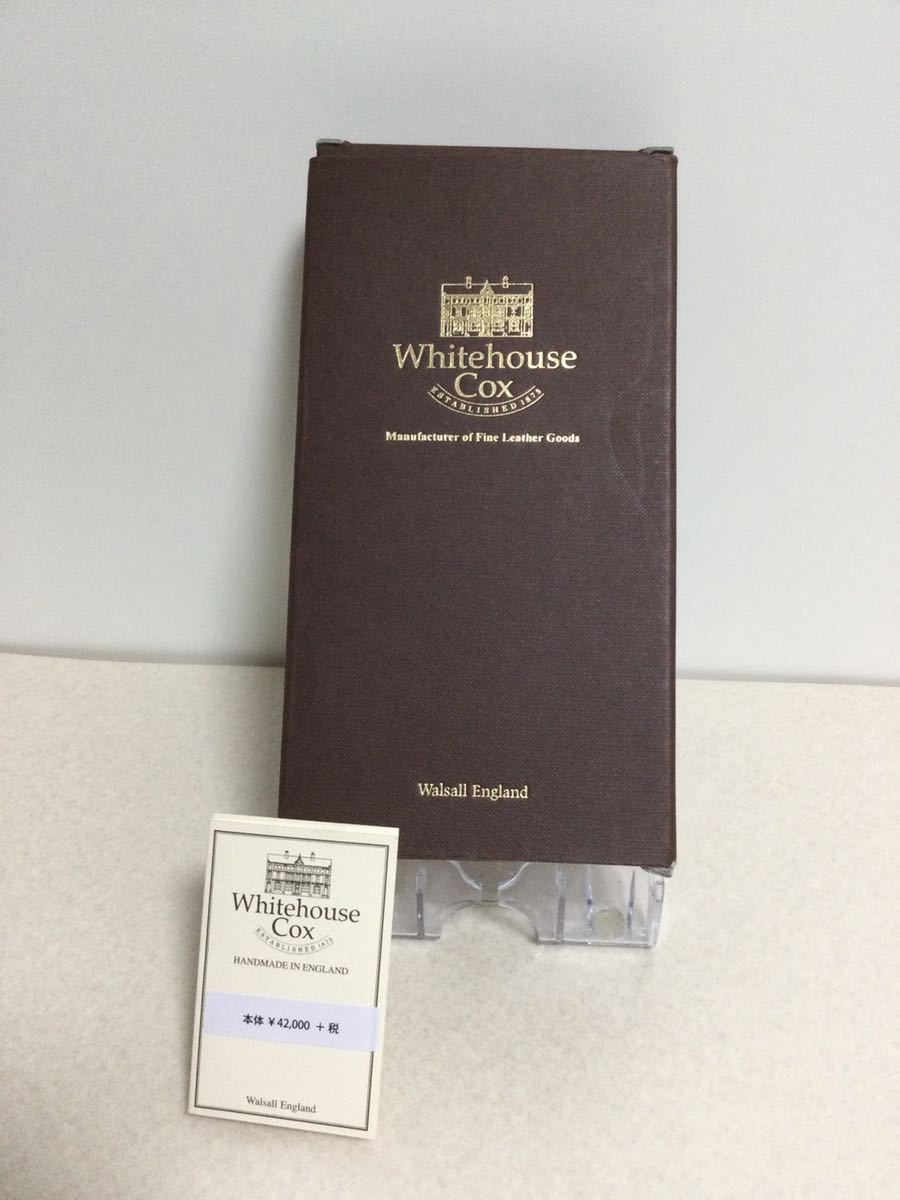 Whitehouse
Cox
ESTABLISHED 1875
Manufacturer of Fine Leather Goods
Walsall England
Whitehouse
Cox
ESTABLISHED 1875
HANDMADE IN ENGLAND
本体 ¥42,000 + 税
Walsall England